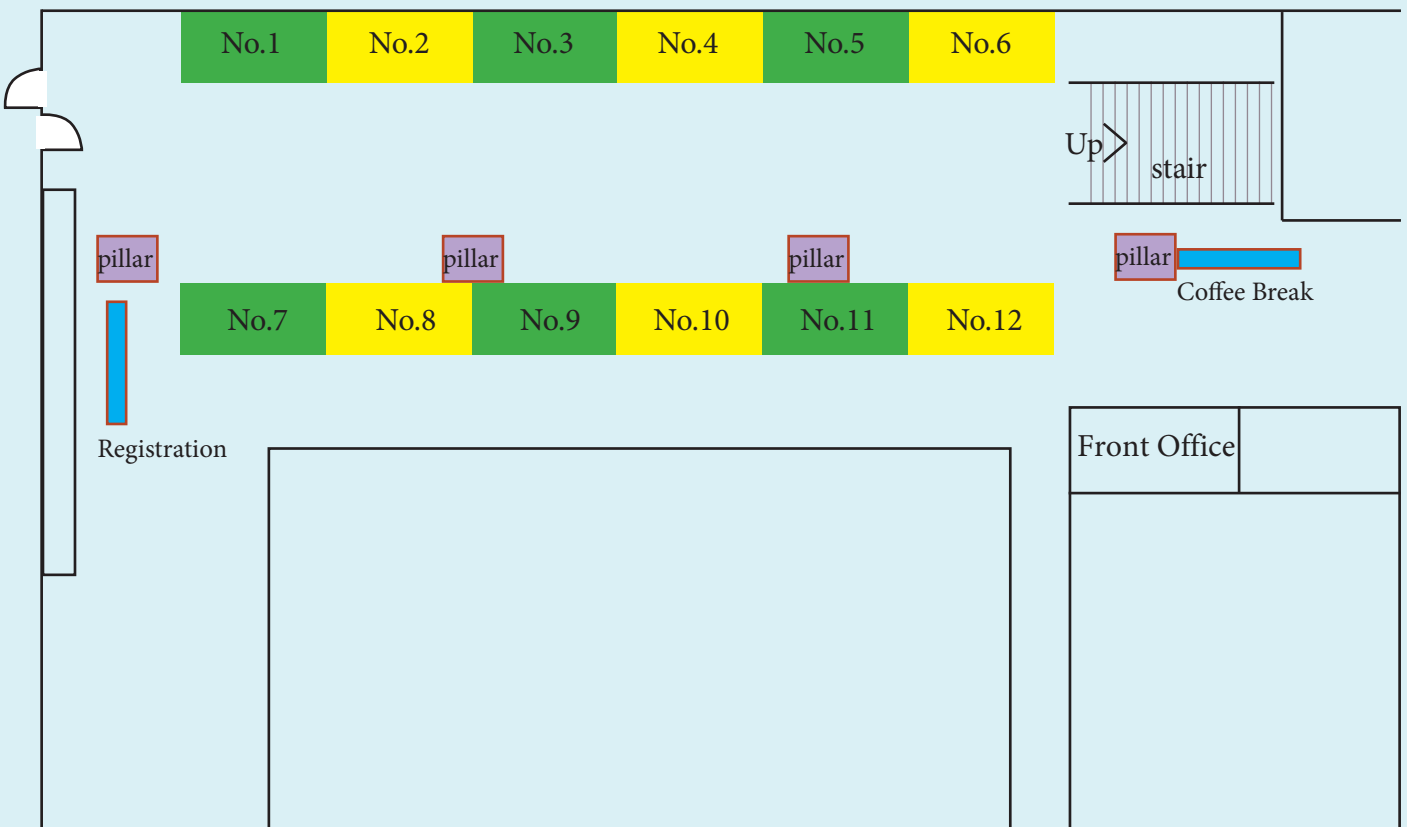 No.1
No.2
No.3
No.4
No.5
No.6
Up
stair
pillar
pillar
pillar
pillar
Coffee Break
No.7
No.8
No.9
No.10
No.11
No.12
Registration
Front Office